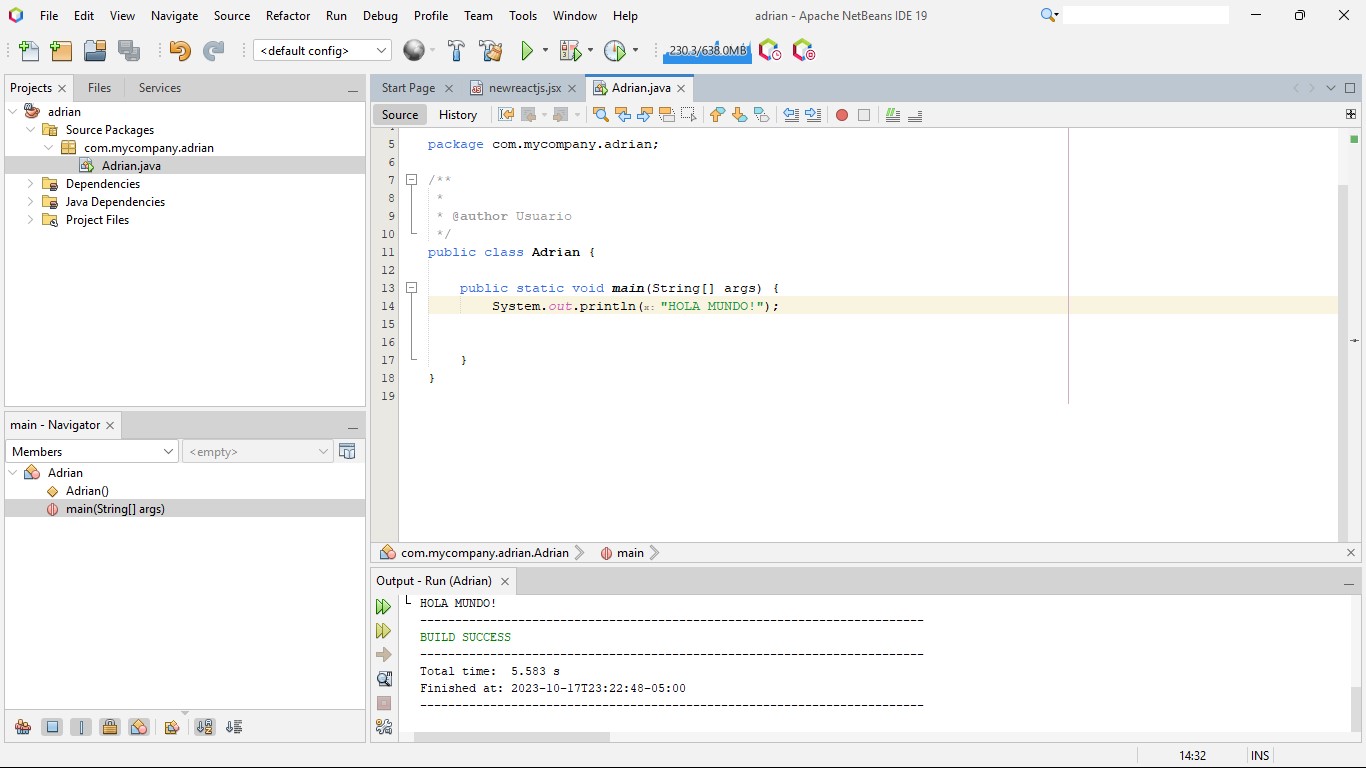 File Edit View Navigate Source Refactor Run Debug Profile Team Tools Window Help adrian - Apache NetBeans IDE 19
<default config> 230.3/638.0MB
Projects Files Services
adrian
Source Packages
com.mycompany.adrian
Adrian.java
Dependencies
Java Dependencies
Project Files
main - Navigator
Members <empty>
Adrian
Adrian()
main(String[] args)
Start Page newreactjs.jsx Adrian.java
Source History
5 package com.mycompany.adrian;
6
7 /**
8 *
9 * @author Usuario
10 */
11 public class Adrian {
12
13 public static void main(String[] args) {
14 System.out.println(x: "HOLA MUNDO!");
15
16
17 }
18 }
19
com.mycompany.adrian.Adrian main
Output - Run (Adrian)
HOLA MUNDO!
------------------------------------------------------------------------
BUILD SUCCESS
------------------------------------------------------------------------
Total time: 5.583 s
Finished at: 2023-10-17T23:22:48-05:00
------------------------------------------------------------------------
14:32 INS